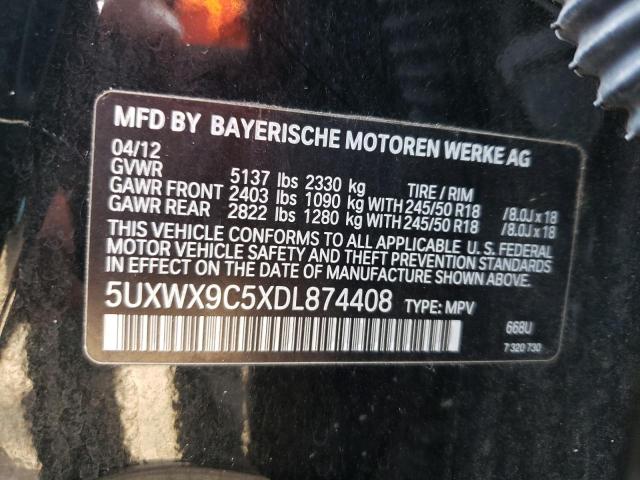 MFD BY BAYERISCHE MOTOREN WERKE AG
04/12
GVWR 5137 lbs 2330 kg TIRE / RIM
GAWR FRONT 2403 lbs 1090 kg WITH 245/50 R18 /8.0J x 18
GAWR REAR 2822 lbs 1280 kg WITH 245/50 R18 /8.0J x 18
THIS VEHICLE CONFORMS TO ALL APPLICABLE U.S. FEDERAL
MOTOR VEHICLE SAFETY AND THEFT PREVENTION STANDARDS
IN EFFECT ON THE DATE OF MANUFACTURE SHOWN ABOVE.
5UXWX9C5XDL874408 TYPE: MPV
668U
7 320 730